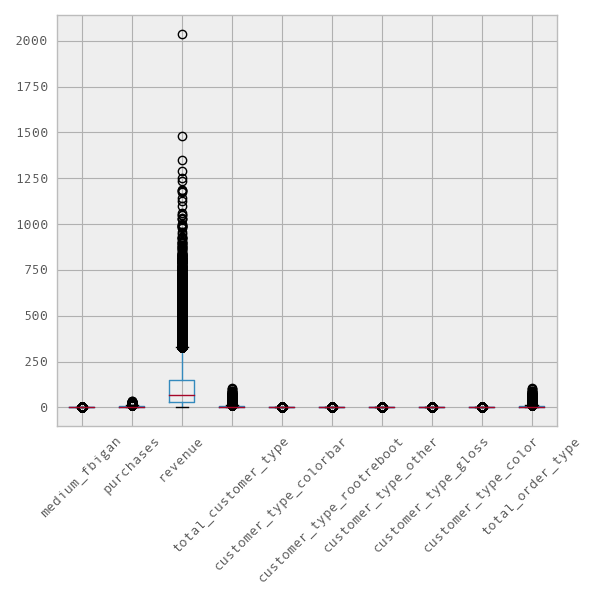 2000
1750
1500
1250
1000
750
500
250
0
medium_fbigan
purchases
revenue
total_customer_type
customer_type_colorbar
customer_type_rootreboot
customer_type_other
customer_type_gloss
customer_type_color
total_order_type